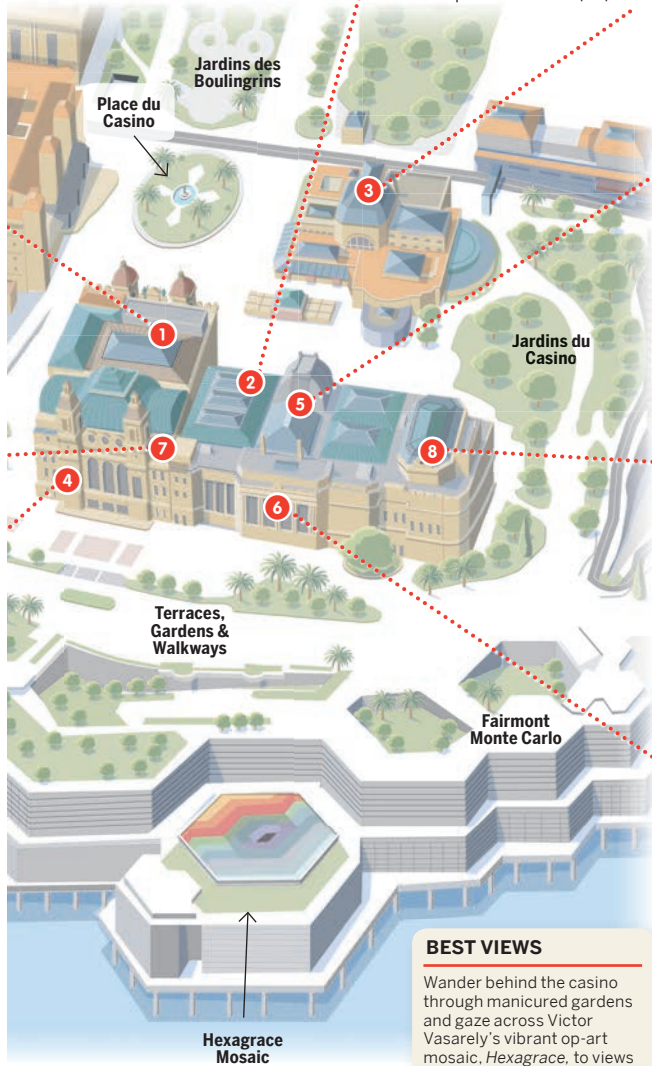 Jardins des
Boulingrins
Place du
Casino
3
1
Jardins du
Casino
2
5
7
8
4
6
Terraces,
Gardens &
Walkways
Fairmont
Monte Carlo
BEST VIEWS
Wander behind the casino
through manicured gardens
and gaze across Victor
Vasarely's vibrant op-art
mosaic, Hexagrace, to views
Hexagrace
Mosaic